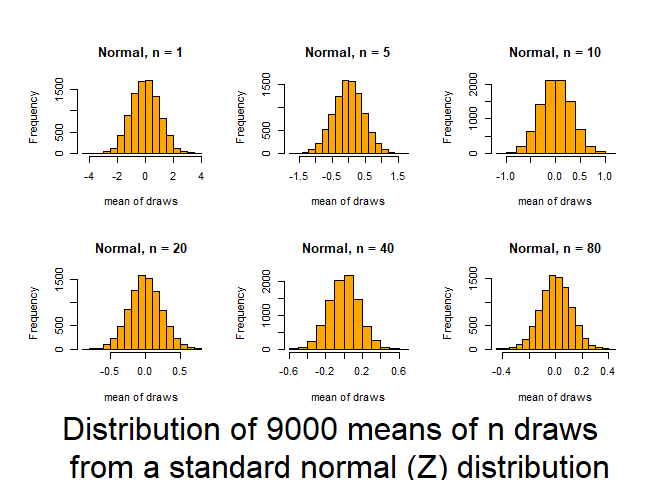 Normal, n = 1
Frequency
0 500 1500
-4 -2 0 2 4
mean of draws
Normal, n = 5
Frequency
0 500 1500
-1.5 -0.5 0.5 1.5
mean of draws
Normal, n = 10
Frequency
0 1000 2000
-1.0 0.0 1.0
mean of draws
Normal, n = 20
Frequency
0 500 1500
-0.5 0.0 0.5
mean of draws
Normal, n = 40
Frequency
0 1000 2000
-0.6 -0.2 0.2 0.6
mean of draws
Normal, n = 80
Frequency
0 500 1500
-0.4 0.0 0.2 0.4
mean of draws
Distribution of 9000 means of n draws
from a standard normal (Z) distribution